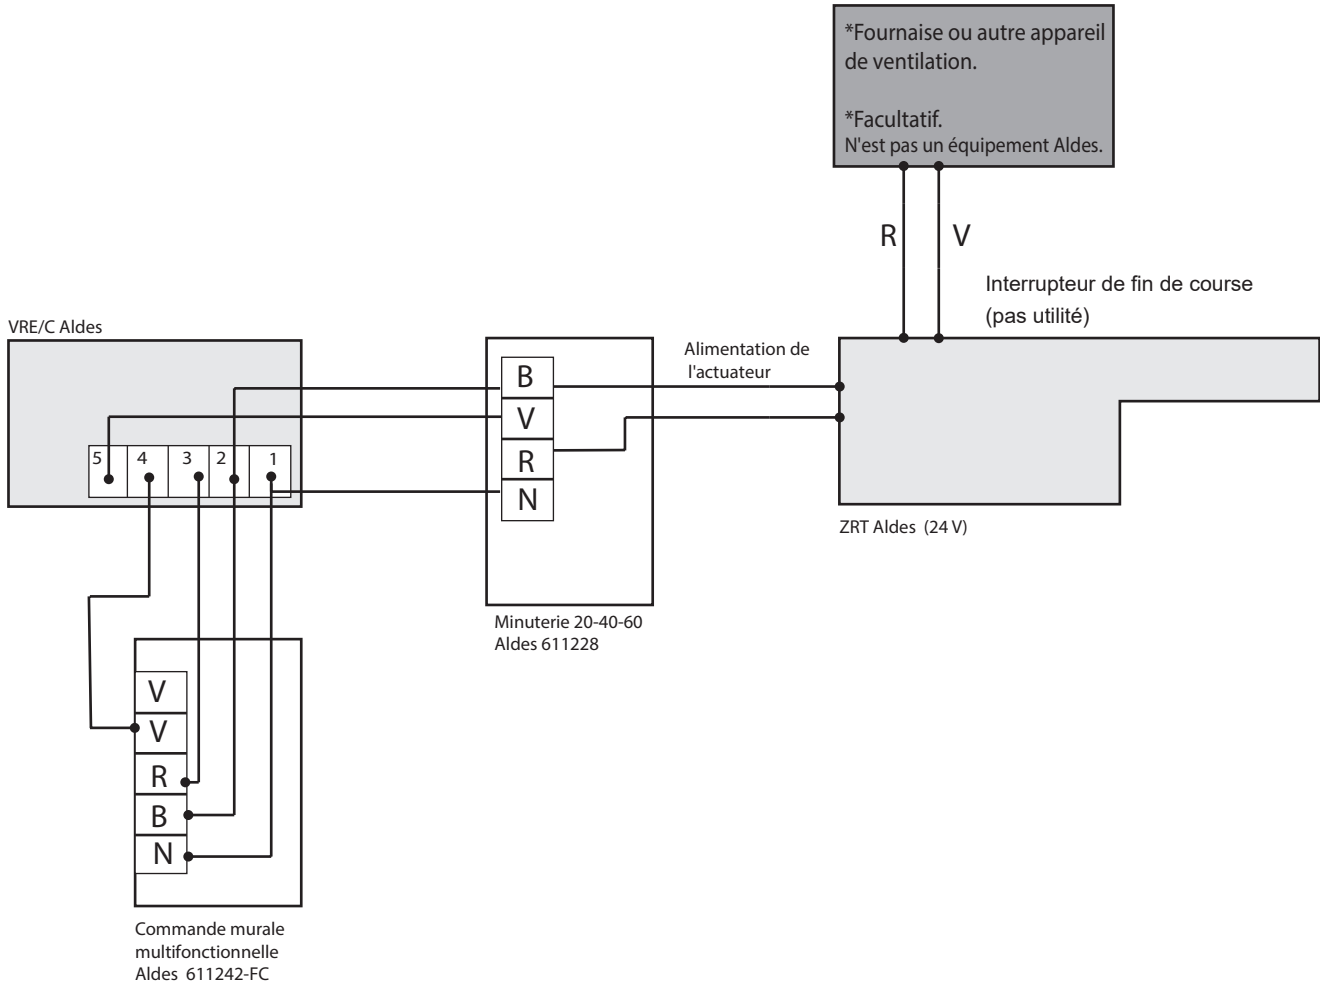 *Fournaise ou autre appareil
de ventilation.
*Facultatif.
N'est pas un équipement Aldes.
R V
Interrupteur de fin de course
(pas utilité)
VRE/C Aldes
5 4 3 2 1
B
V
R
N
Alimentation de
l'actuateur
ZRT Aldes (24 V)
Minuterie 20-40-60
Aldes 611228
V
V
R
B
N
Commande murale
multifonctionnelle
Aldes 611242-FC